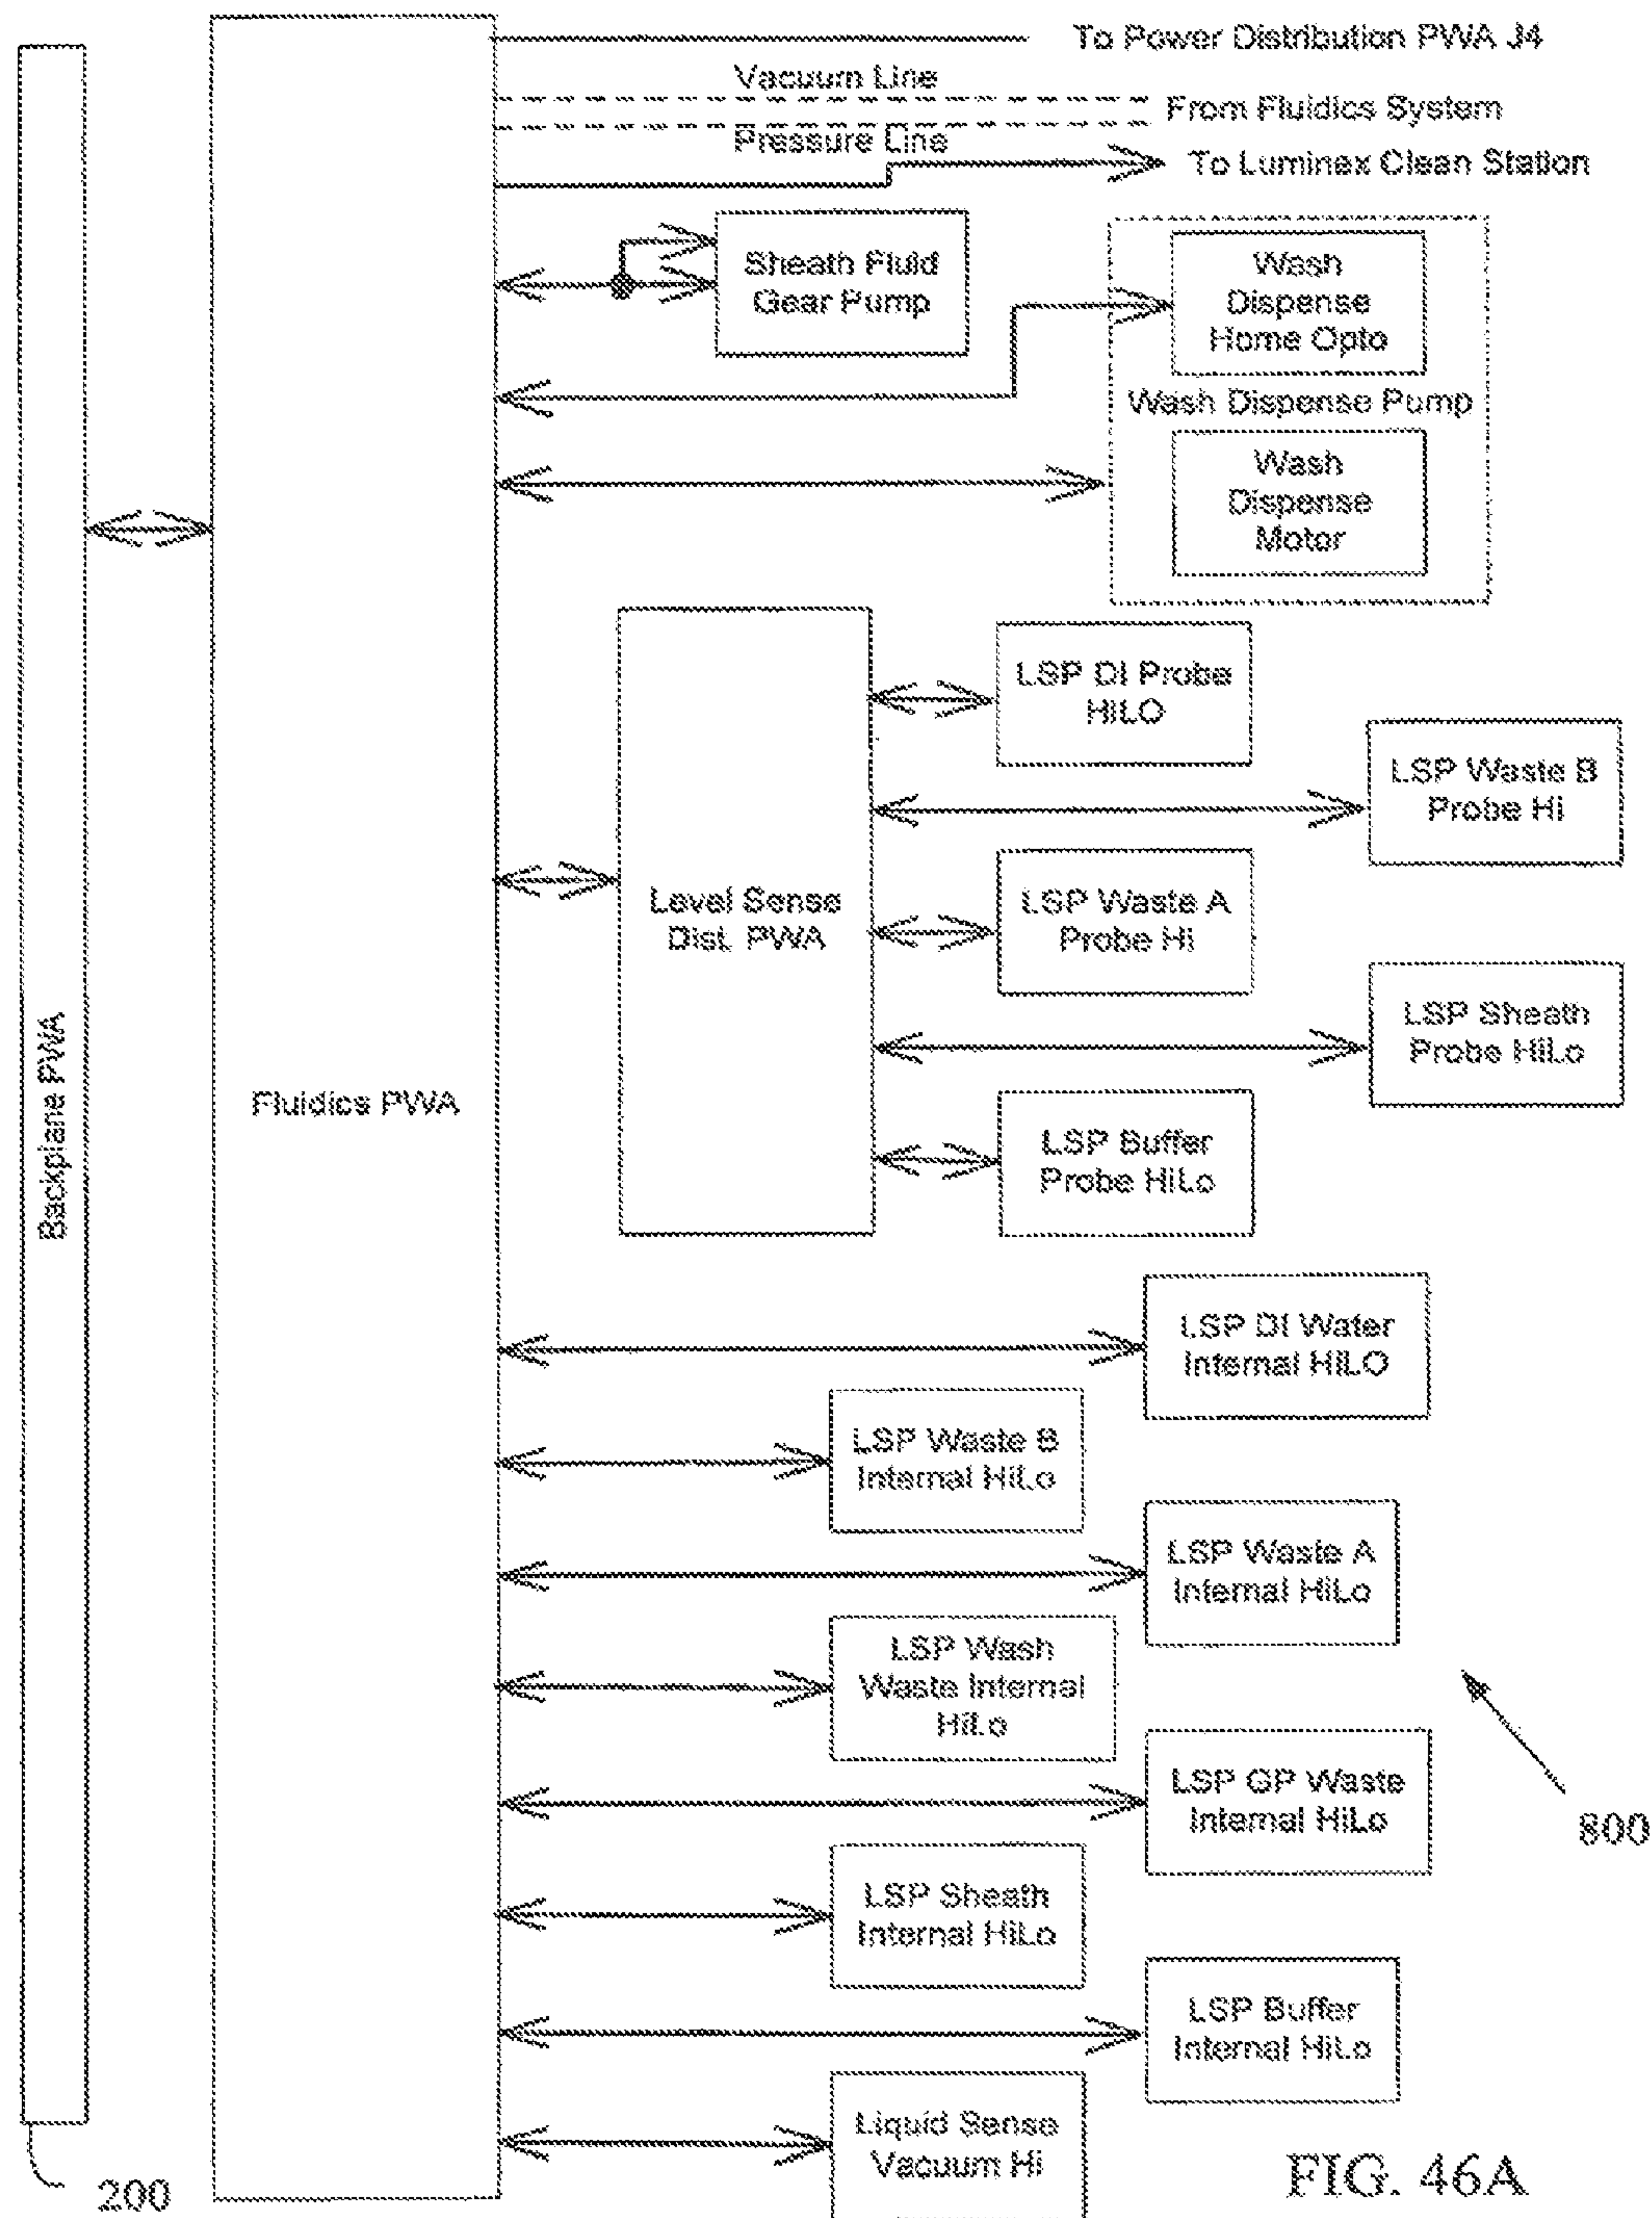 To Power Distribution PWA J4
Vacuum Line
From Fluidics System
Pressure Line
To Luminex Clean Station
Sheath Fluid
Gear Pump
Wash
Dispense
Home Opto
Wash Dispense Pump
Wash
Dispense
Motor
LSP DI Probe
HiLO
LSP Waste B
Probe Hi
Level Sense
Dist. PWA
LSP Waste A
Probe Hi
LSP Sheath
Probe HiLo
Backplane PWA
Fluidics PWA
LSP Buffer
Probe HiLo
LSP DI Water
Internal HiLO
LSP Waste B
Internal HiLo
LSP Waste A
Internal HiLo
LSP Wash
Waste Internal
HiLo
LSP GP Waste
Internal HiLo
800
LSP Sheath
Internal HiLo
LSP Buffer
Internal HiLo
Liquid Sense
Vacuum Hi
200
FIG. 46A